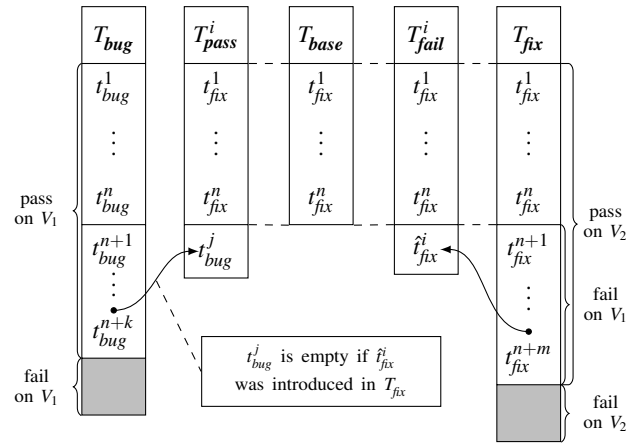 T_bug T^i_pass T_base T^i_fail T_fix
t^1_bug t^1_fix t^1_fix t^1_fix t^1_fix
⋮ ⋮ ⋮ ⋮ ⋮
t^n_bug t^n_fix t^n_fix t^n_fix t^n_fix
pass
on V_1
pass
on V_2
t^{n+1}_bug t^j_bug t̂^i_fix t^{n+1}_fix
⋮ ⋮
fail
on V_1
t^{n+k}_bug t^{n+m}_fix
t^j_bug is empty if t̂^i_fix
was introduced in T_fix
fail
on V_1
fail
on V_2